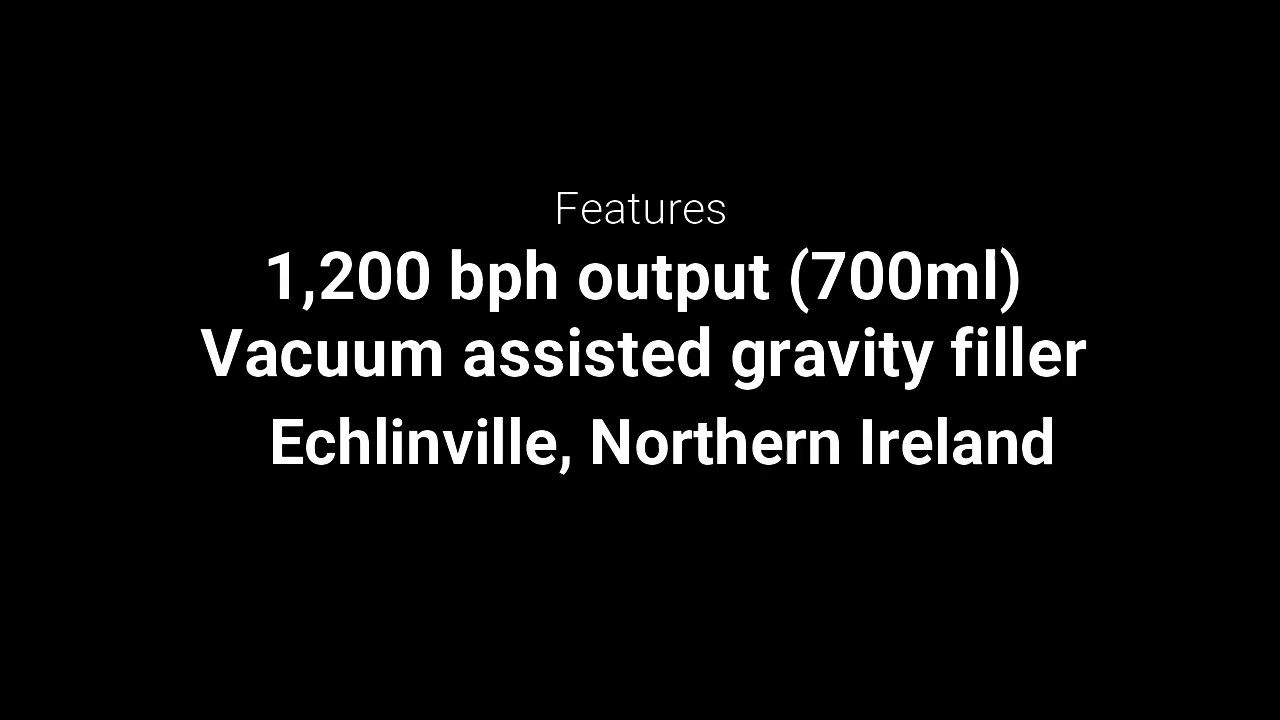 Features
1,200 bph output (700ml)
Vacuum assisted gravity filler
Echlinville, Northern Ireland